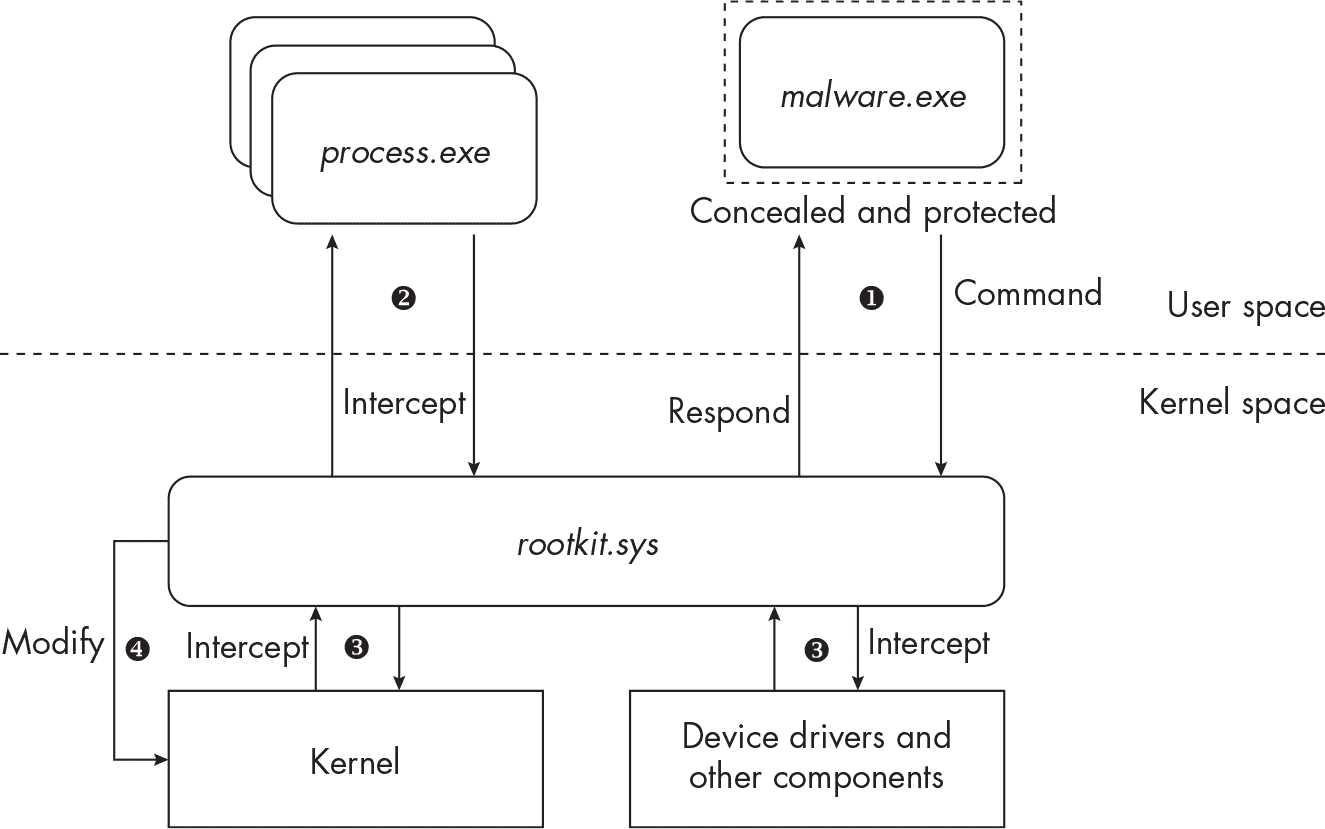 process.exe
malware.exe
Concealed and protected
❷
❶
Command
User space
Intercept
Respond
Kernel space
rootkit.sys
Modify
❹
Intercept
❸
❸
Intercept
Kernel
Device drivers and
other components